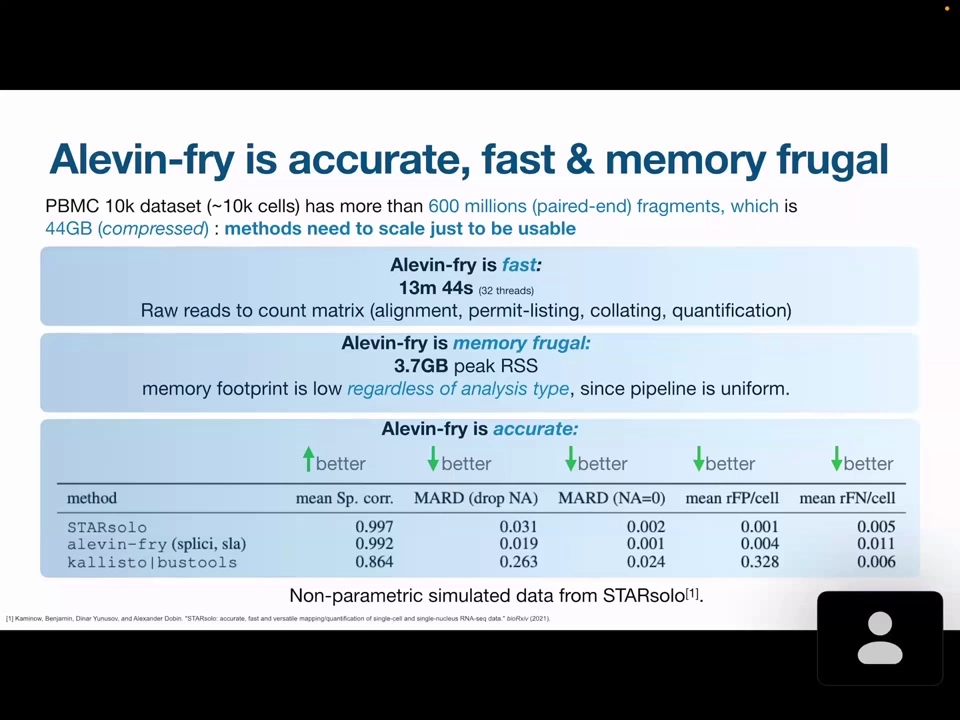 Alevin-fry is accurate, fast & memory frugal
PBMC 10k dataset (~10k cells) has more than 600 millions (paired-end) fragments, which is
44GB (compressed) : methods need to scale just to be usable
Alevin-fry is fast:
13m 44s (32 threads)
Raw reads to count matrix (alignment, permit-listing, collating, quantification)
Alevin-fry is memory frugal:
3.7GB peak RSS
memory footprint is low regardless of analysis type, since pipeline is uniform.
Alevin-fry is accurate:
better better better better better
method mean Sp. corr. MARD (drop NA) MARD (NA=0) mean rFP/cell mean rFN/cell
STARsolo 0.997 0.031 0.002 0.001 0.005
alevin-fry (splici, sla) 0.992 0.019 0.001 0.004 0.011
kallisto|bustools 0.864 0.263 0.024 0.328 0.006
Non-parametric simulated data from STARsolo[1].
[1] Kaminow, Benjamin, Dinar Yunusov, and Alexander Dobin. "STARsolo: accurate, fast and versatile mapping/quantification of single-cell and single-nucleus RNA-seq data." bioRxiv (2021).